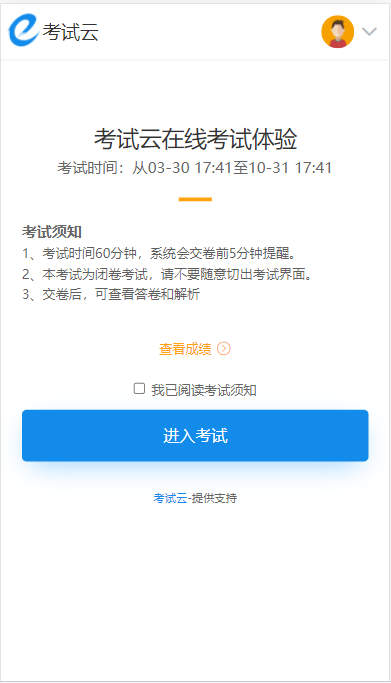 考试云
考试云在线考试体验
考试时间：从03-30 17:41至10-31 17:41
考试须知
1、考试时间60分钟，系统会交卷前5分钟提醒。
2、本考试为闭卷考试，请不要随意切出考试界面。
3、交卷后，可查看答卷和解析
查看成绩
我已阅读考试须知
进入考试
考试云-提供支持